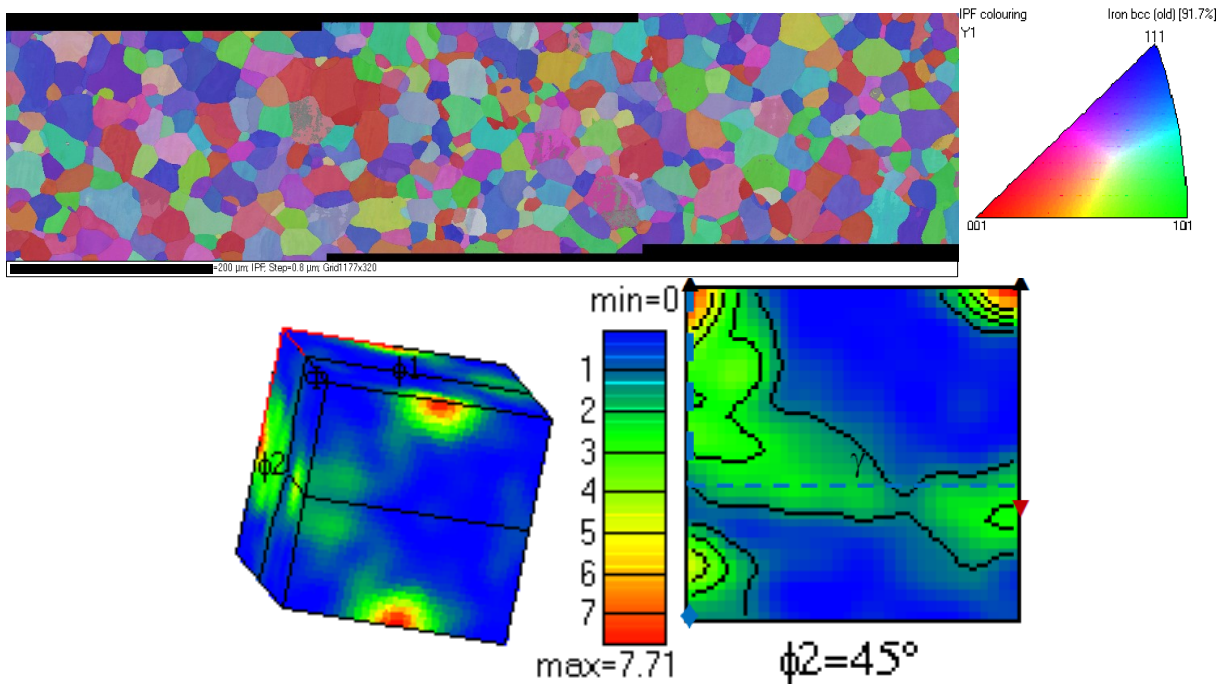 IPF colouring
Iron bcc (old) [91.7%]
Y1
111
001
101
=200 µm; IPF; Step=0.8 µm; Grid1177x320
min=0
1
2
3
4
5
6
7
max=7.71
ϕ1
Φ
ϕ2
γ
ϕ2=45°